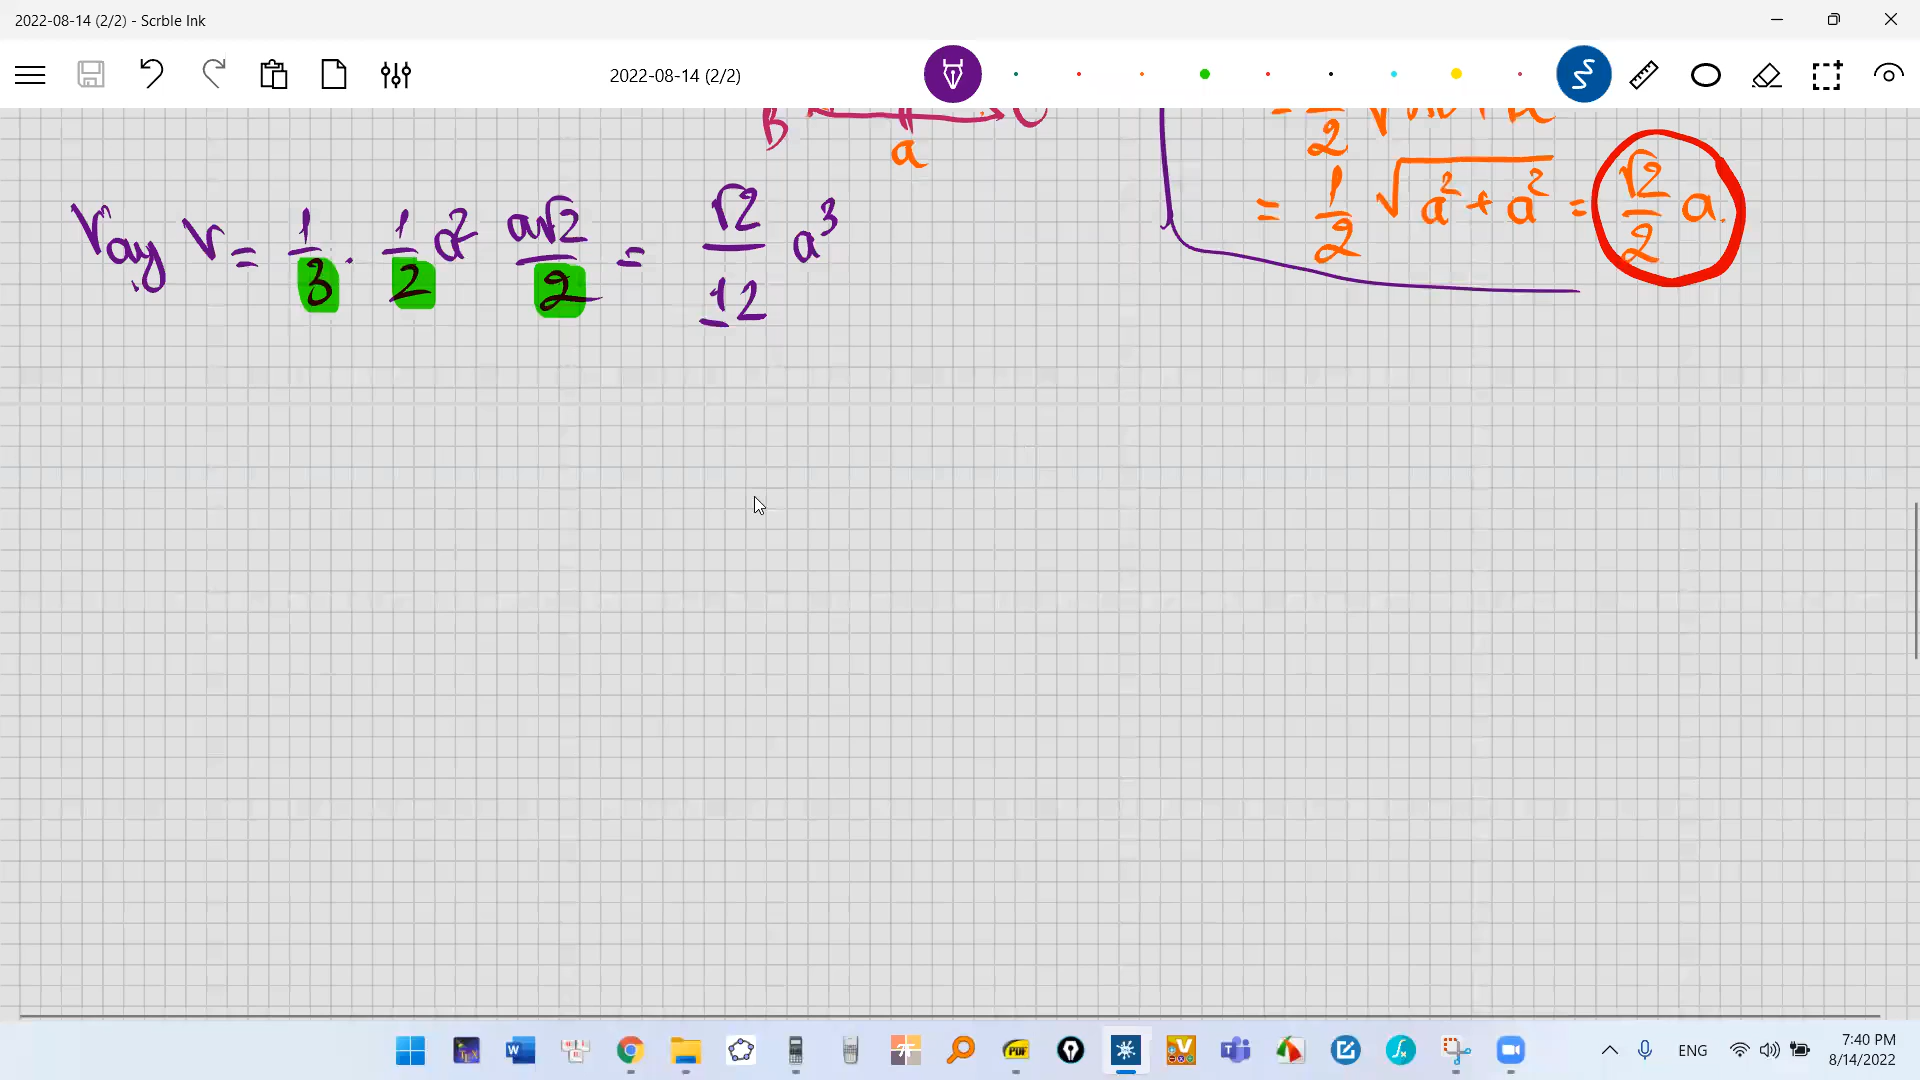 2022-08-14 (2/2) - Scrble Ink
2022-08-14 (2/2)
B a
= 1/2 √(a² + a²) = √2/2 a.
Vậy V = 1/3 . 1/2 a² a√2/2 = √2/12 a³
ENG
7:40 PM
8/14/2022